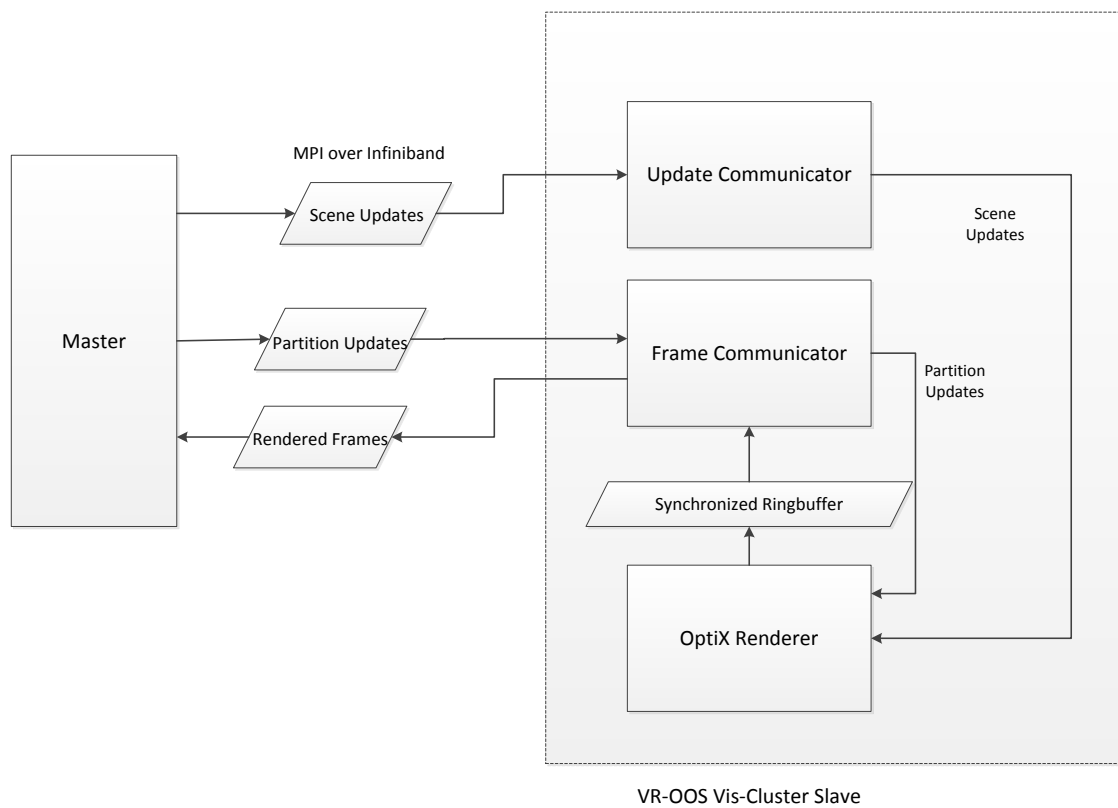 MPI over Infiniband
Update Communicator
Scene Updates
Scene
Updates
Master
Partition Updates
Frame Communicator
Partition
Updates
Rendered Frames
Synchronized Ringbuffer
OptiX Renderer
VR-OOS Vis-Cluster Slave